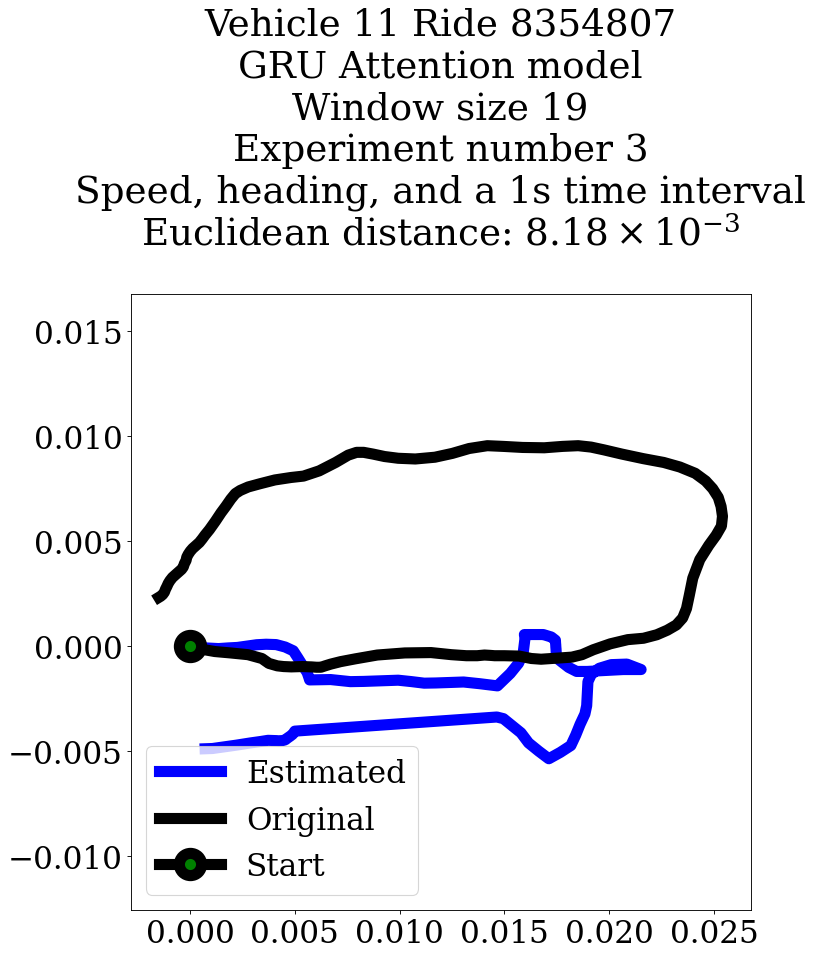 Vehicle 11 Ride 8354807
GRU Attention model
Window size 19
Experiment number 3
Speed, heading, and a 1s time interval
Euclidean distance: 8.18 × 10⁻³
0.015
0.010
0.005
0.000
−0.005
−0.010
Estimated
Original
Start
0.000 0.005 0.010 0.015 0.020 0.025